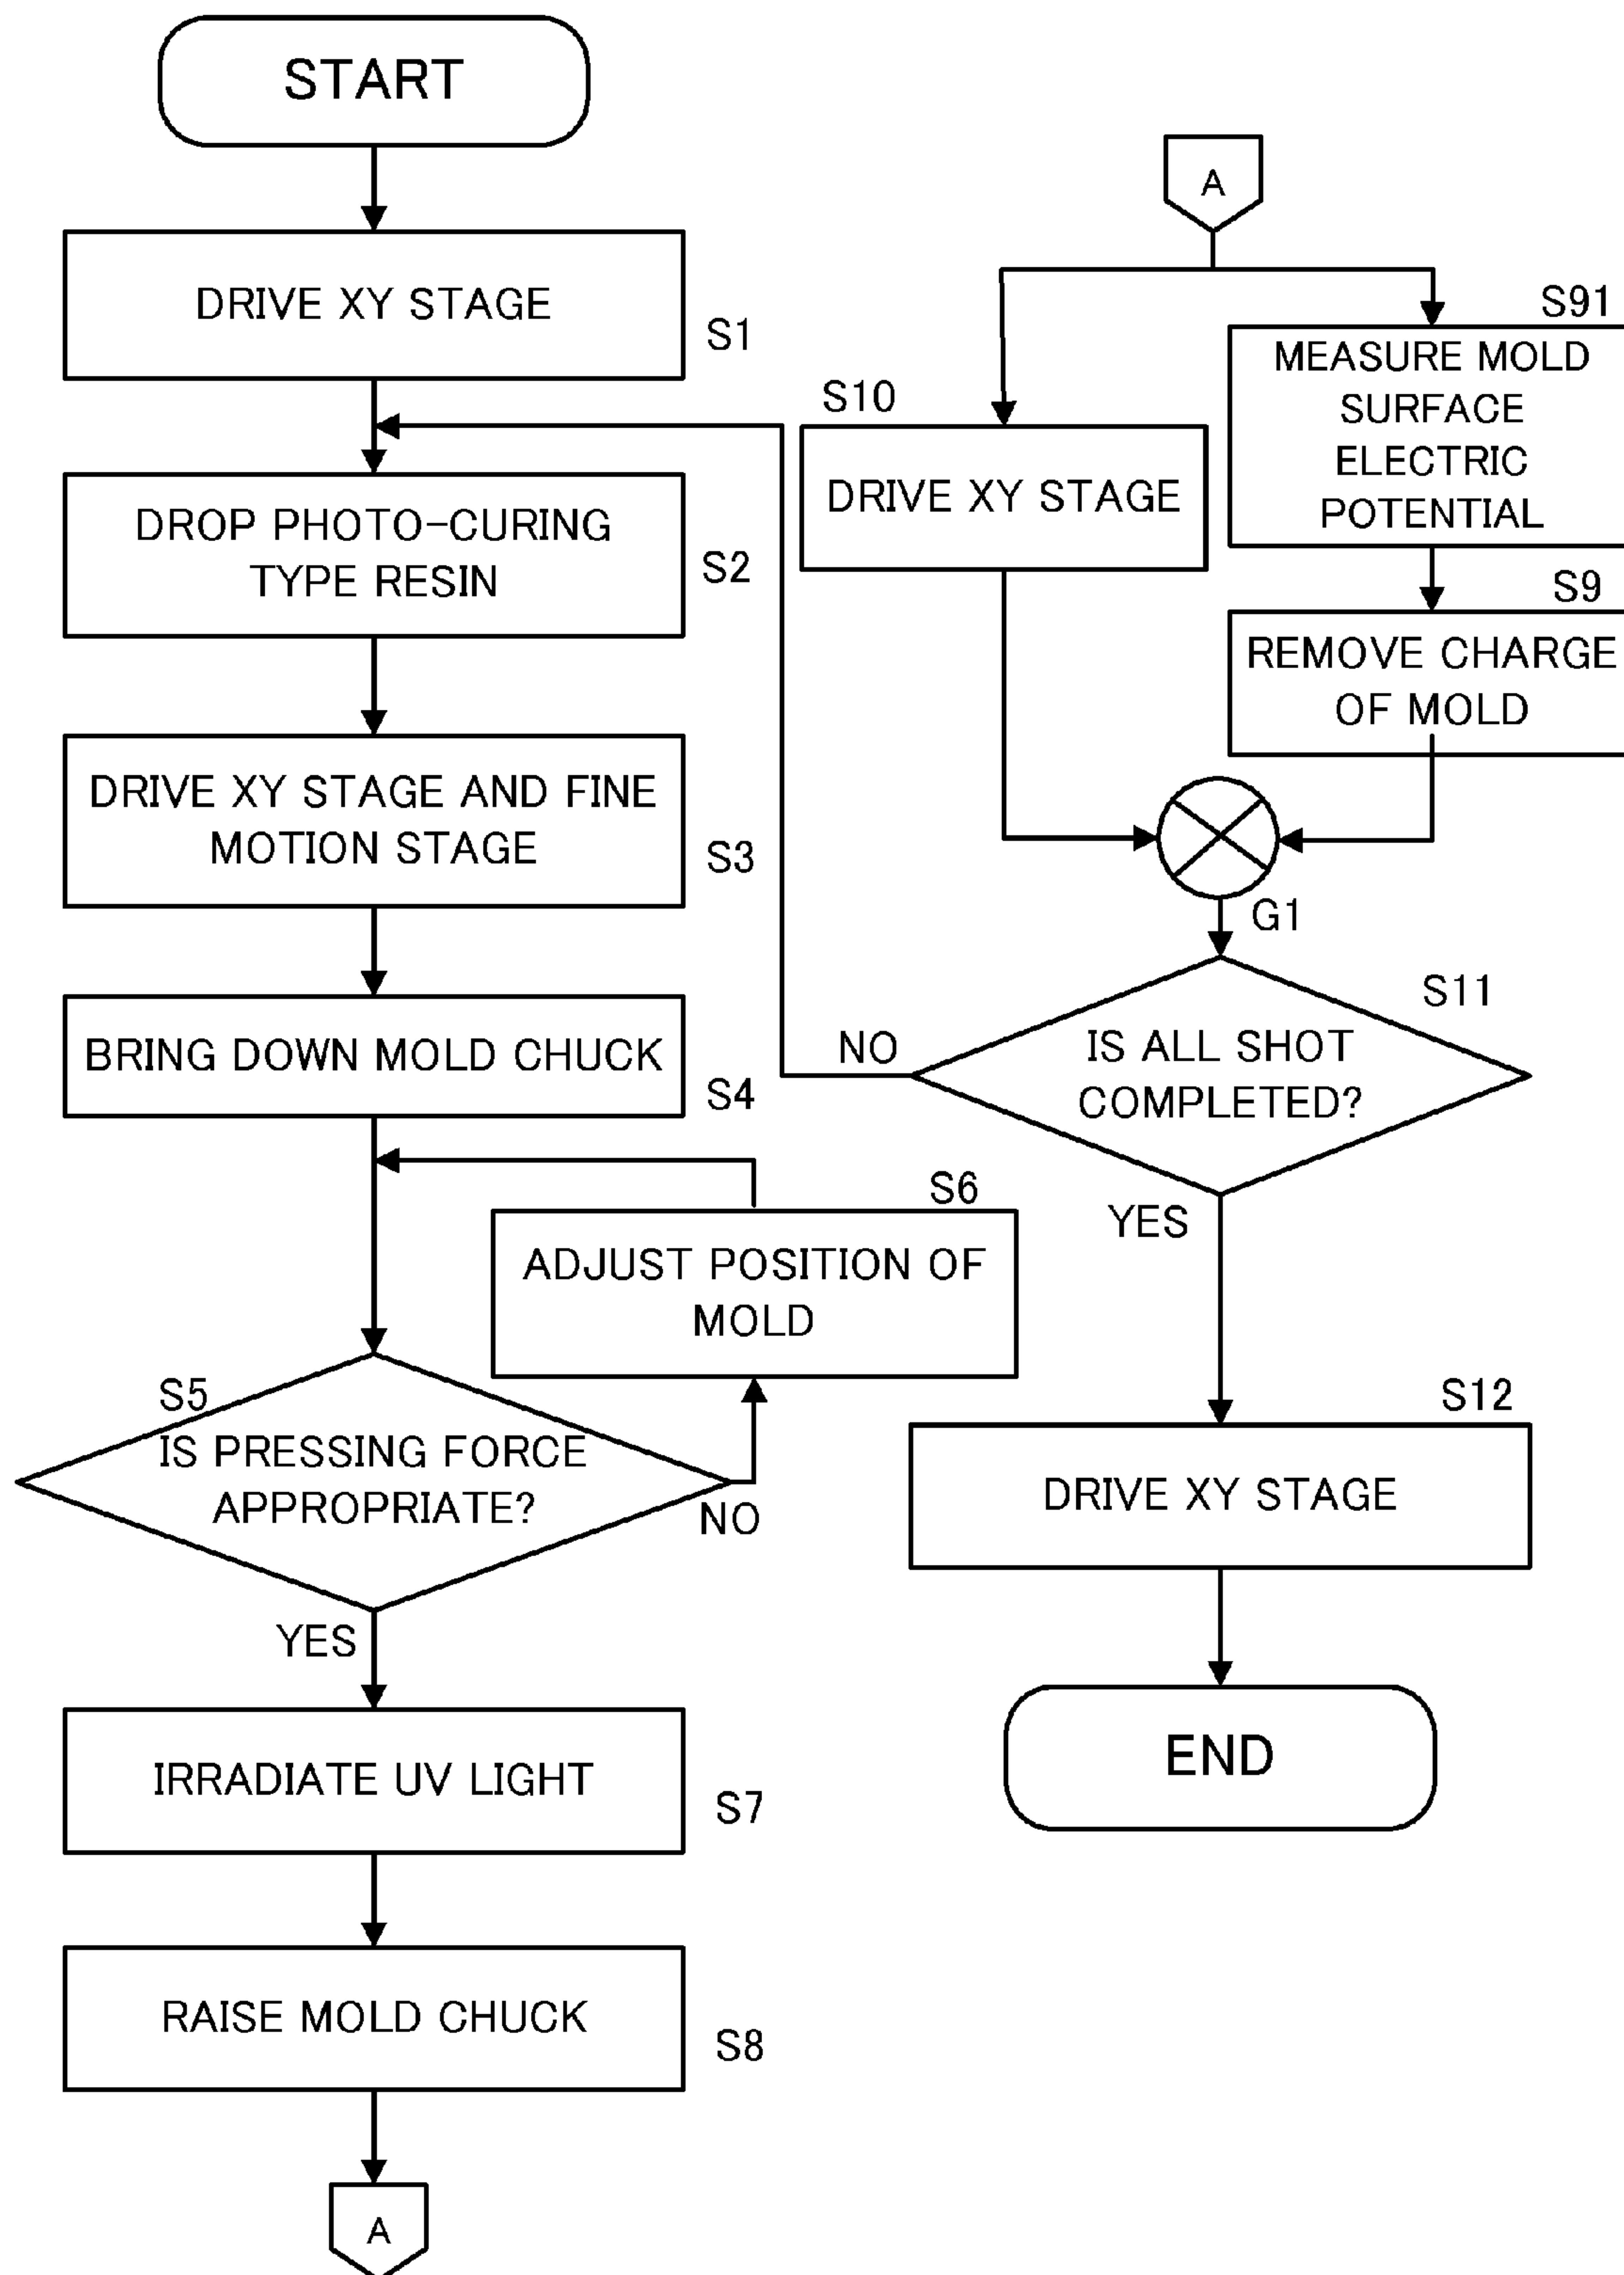 START
DRIVE XY STAGE
S1
DROP PHOTO-CURING
TYPE RESIN
S2
DRIVE XY STAGE AND FINE
MOTION STAGE
S3
BRING DOWN MOLD CHUCK
S4
S6
ADJUST POSITION OF
MOLD
S5
IS PRESSING FORCE
APPROPRIATE?
NO
YES
IRRADIATE UV LIGHT
S7
RAISE MOLD CHUCK
S8
A
A
S10
DRIVE XY STAGE
S91
MEASURE MOLD
SURFACE
ELECTRIC
POTENTIAL
S9
REMOVE CHARGE
OF MOLD
G1
S11
IS ALL SHOT
COMPLETED?
NO
YES
S12
DRIVE XY STAGE
END